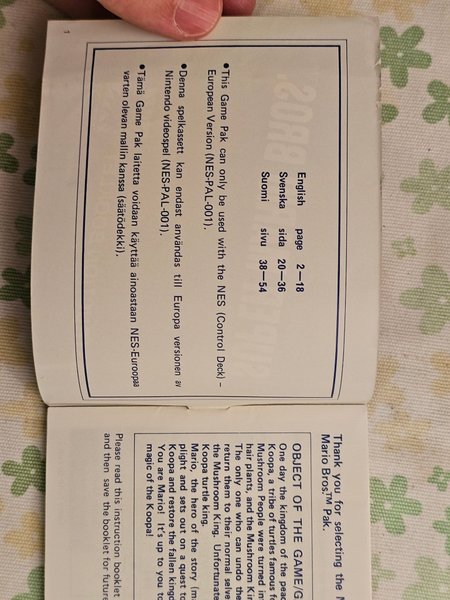 English page 2—18
Svenska sida 20—36
Suomi sivu 38—54
●This Game Pak can only be used with the NES (Control Deck) –
European Version (NES-PAL-001).
●Denna spelkassett kan endast användas till Europa versionen av
Nintendo videospel (NES-PAL-001).
●Tämä Game Pak laitetta voidaan käyttää ainoastaan NES-Euroopaa
varten olevan mallin kanssa (säätödekki).
1
Thank you for selecting the
Mario Bros.™ Pak.
OBJECT OF THE GAME/G
One day the kingdom of the peac
Koopa, a tribe of turtles famous fo
Mushroom People were turned int
hair plants, and the Mushroom Ki
The only one who can undo the
return them to their normal selve
the Mushroom King. Unfortunate
Koopa turtle king.
Mario, the hero of the story (m
plight and sets out on a quest to
Koopa and restore the fallen king
You are Mario! It's up to you to
magic of the Koopa!
Please read this instruction booklet
and then save the booklet for future